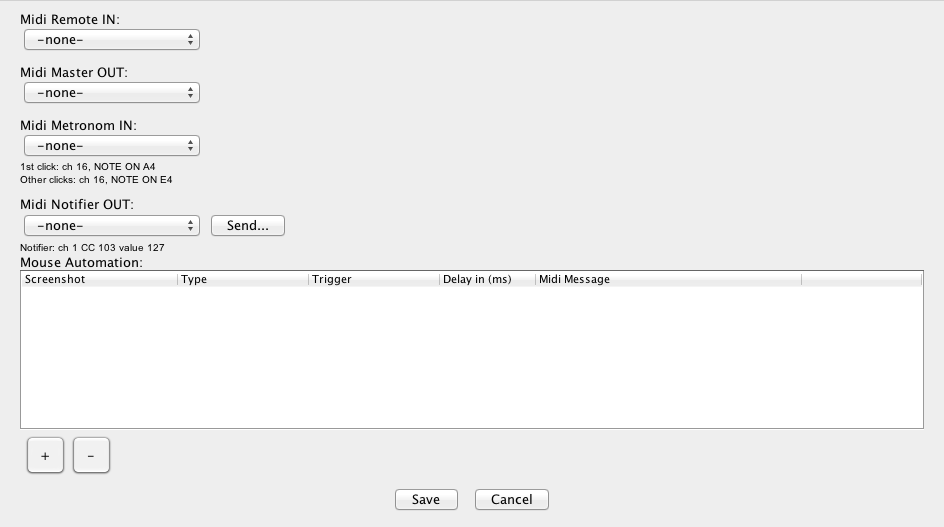 Midi Remote IN:
-none-
Midi Master OUT:
-none-
Midi Metronom IN:
-none-
1st click: ch 16, NOTE ON A4
Other clicks: ch 16, NOTE ON E4
Midi Notifier OUT:
-none- Send...
Notifier: ch 1 CC 103 value 127
Mouse Automation:
Screenshot Type Trigger Delay in (ms) Midi Message
+ -
Save Cancel